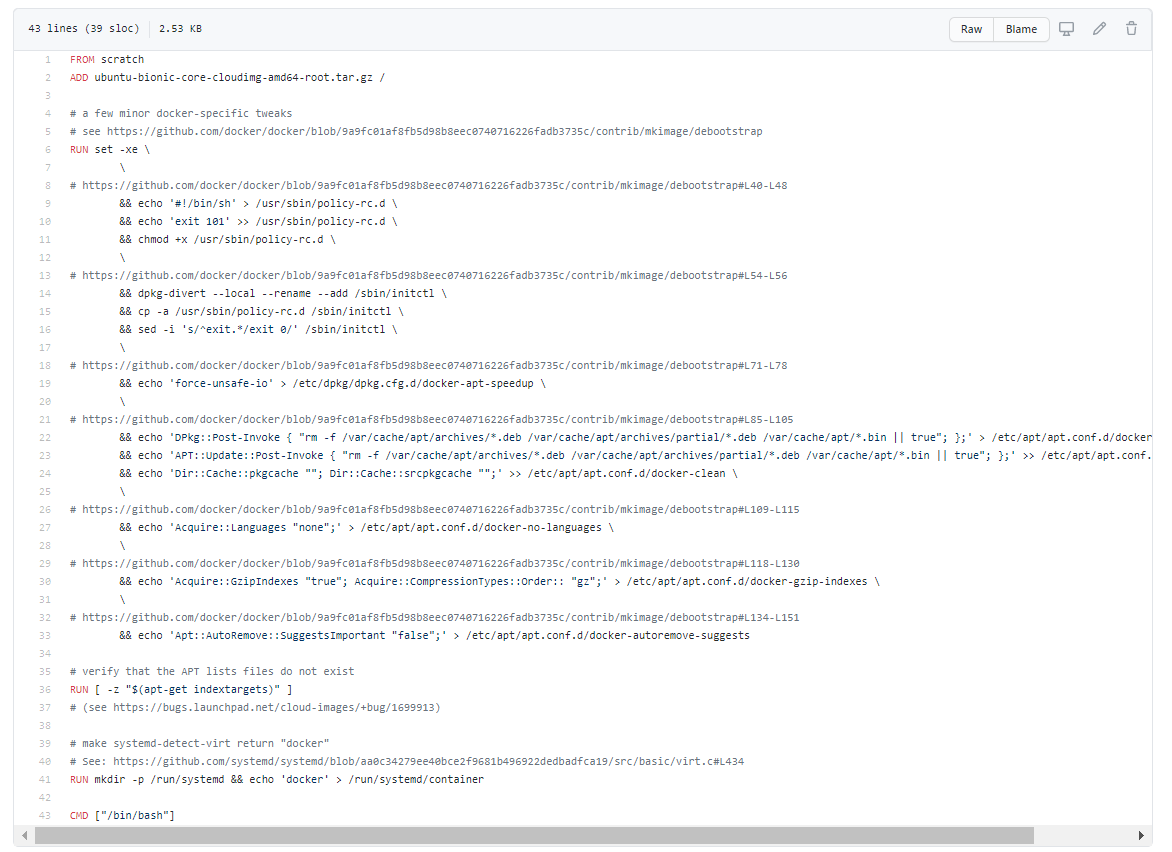 43 lines (39 sloc) 2.53 KB
Raw Blame
1 FROM scratch
2 ADD ubuntu-bionic-core-cloudimg-amd64-root.tar.gz /
3
4 # a few minor docker-specific tweaks
5 # see https://github.com/docker/docker/blob/9a9fc01af8fb5d98b8eec0740716226fadb3735c/contrib/mkimage/debootstrap
6 RUN set -xe \
7 \
8 # https://github.com/docker/docker/blob/9a9fc01af8fb5d98b8eec0740716226fadb3735c/contrib/mkimage/debootstrap#L40-L48
9 && echo '#!/bin/sh' > /usr/sbin/policy-rc.d \
10 && echo 'exit 101' >> /usr/sbin/policy-rc.d \
11 && chmod +x /usr/sbin/policy-rc.d \
12 \
13 # https://github.com/docker/docker/blob/9a9fc01af8fb5d98b8eec0740716226fadb3735c/contrib/mkimage/debootstrap#L54-L56
14 && dpkg-divert --local --rename --add /sbin/initctl \
15 && cp -a /usr/sbin/policy-rc.d /sbin/initctl \
16 && sed -i 's/^exit.*/exit 0/' /sbin/initctl \
17 \
18 # https://github.com/docker/docker/blob/9a9fc01af8fb5d98b8eec0740716226fadb3735c/contrib/mkimage/debootstrap#L71-L78
19 && echo 'force-unsafe-io' > /etc/dpkg/dpkg.cfg.d/docker-apt-speedup \
20 \
21 # https://github.com/docker/docker/blob/9a9fc01af8fb5d98b8eec0740716226fadb3735c/contrib/mkimage/debootstrap#L85-L105
22 && echo 'DPkg::Post-Invoke { "rm -f /var/cache/apt/archives/*.deb /var/cache/apt/archives/partial/*.deb /var/cache/apt/*.bin || true"; };' > /etc/apt/apt.conf.d/docker
23 && echo 'APT::Update::Post-Invoke { "rm -f /var/cache/apt/archives/*.deb /var/cache/apt/archives/partial/*.deb /var/cache/apt/*.bin || true"; };' >> /etc/apt/apt.conf.
24 && echo 'Dir::Cache::pkgcache ""; Dir::Cache::srcpkgcache "";' >> /etc/apt/apt.conf.d/docker-clean \
25 \
26 # https://github.com/docker/docker/blob/9a9fc01af8fb5d98b8eec0740716226fadb3735c/contrib/mkimage/debootstrap#L109-L115
27 && echo 'Acquire::Languages "none";' > /etc/apt/apt.conf.d/docker-no-languages \
28 \
29 # https://github.com/docker/docker/blob/9a9fc01af8fb5d98b8eec0740716226fadb3735c/contrib/mkimage/debootstrap#L118-L130
30 && echo 'Acquire::GzipIndexes "true"; Acquire::CompressionTypes::Order:: "gz";' > /etc/apt/apt.conf.d/docker-gzip-indexes \
31 \
32 # https://github.com/docker/docker/blob/9a9fc01af8fb5d98b8eec0740716226fadb3735c/contrib/mkimage/debootstrap#L134-L151
33 && echo 'Apt::AutoRemove::SuggestsImportant "false";' > /etc/apt/apt.conf.d/docker-autoremove-suggests
34
35 # verify that the APT lists files do not exist
36 RUN [ -z "$(apt-get indextargets)" ]
37 # (see https://bugs.launchpad.net/cloud-images/+bug/1699913)
38
39 # make systemd-detect-virt return "docker"
40 # See: https://github.com/systemd/systemd/blob/aa0c34279ee40bce2f9681b496922dedbadfca19/src/basic/virt.c#L434
41 RUN mkdir -p /run/systemd && echo 'docker' > /run/systemd/container
42
43 CMD ["/bin/bash"]